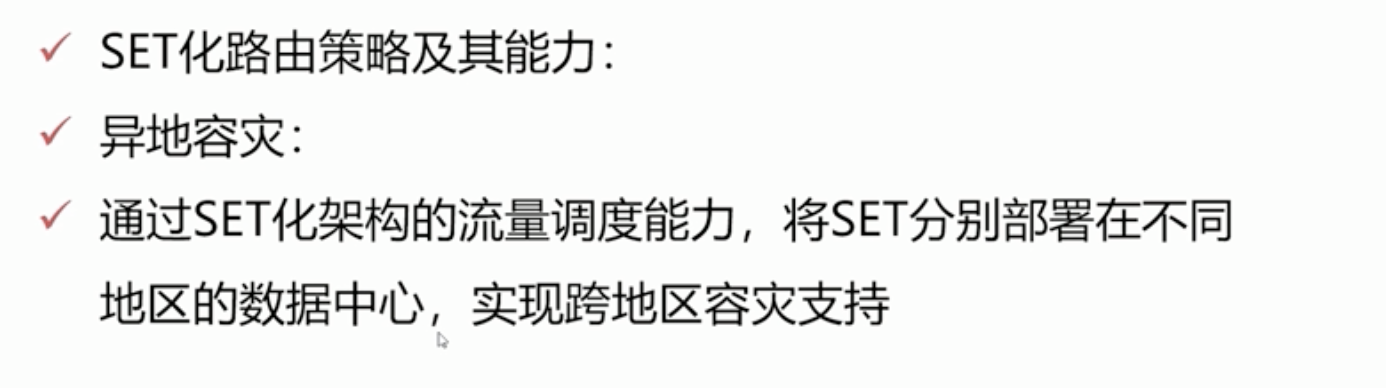 ✓ SET化路由策略及其能力：
✓ 异地容灾：
✓ 通过SET化架构的流量调度能力，将SET分别部署在不同
地区的数据中心，实现跨地区容灾支持